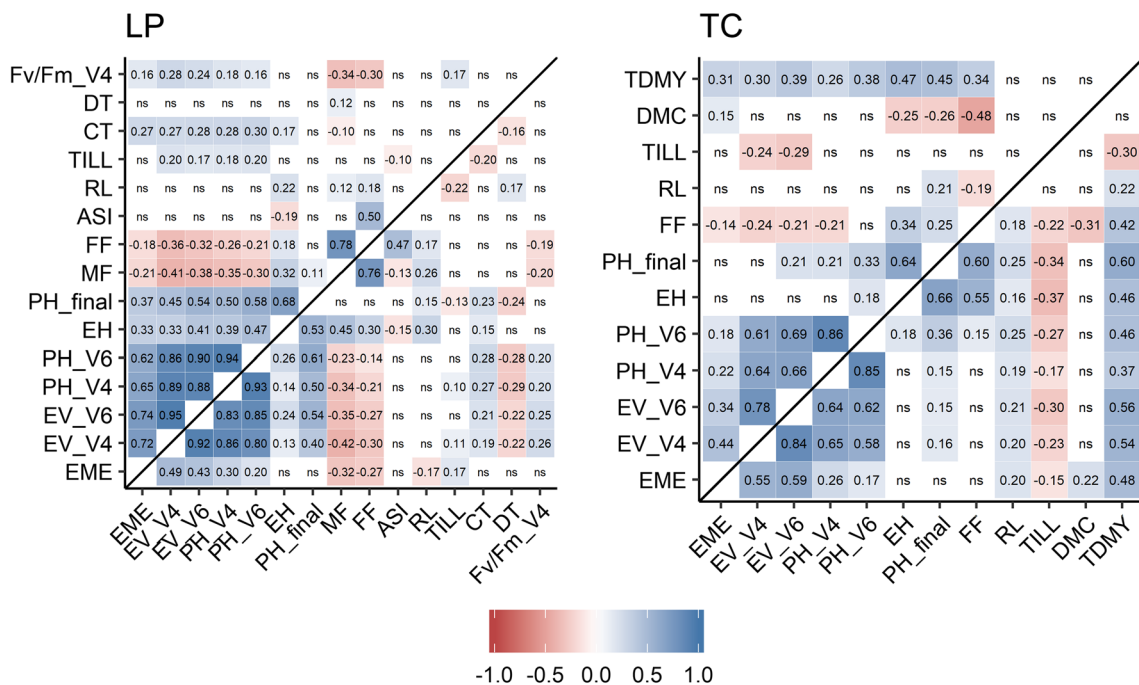 LP
Fv/Fm_V4 0.16 0.28 0.24 0.18 0.16 ns ns -0.34 -0.30 ns ns 0.17 ns ns
DT ns ns ns ns ns ns ns 0.12 ns ns ns ns ns ns
CT 0.27 0.27 0.28 0.28 0.30 0.17 ns -0.10 ns ns ns ns -0.16 ns
TILL ns 0.20 0.17 0.18 0.20 ns ns ns ns -0.10 ns -0.20 ns ns
RL ns ns ns ns ns 0.22 ns 0.12 0.18 ns -0.22 ns 0.17 ns
ASI ns ns ns ns ns -0.19 ns ns 0.50 ns ns ns ns ns
FF -0.18 -0.36 -0.32 -0.26 -0.21 0.18 ns 0.78 0.47 0.17 ns ns ns -0.19
MF -0.21 -0.41 -0.38 -0.35 -0.30 0.32 0.11 0.76 -0.13 0.26 ns ns ns -0.20
PH_final 0.37 0.45 0.54 0.50 0.58 0.68 ns ns ns 0.15 -0.13 0.23 -0.24 ns
EH 0.33 0.33 0.41 0.39 0.47 0.53 0.45 0.30 -0.15 0.30 ns 0.15 ns ns
PH_V6 0.62 0.86 0.90 0.94 0.26 0.61 -0.23 -0.14 ns ns ns 0.28 -0.28 0.20
PH_V4 0.65 0.89 0.88 0.93 0.14 0.50 -0.34 -0.21 ns ns 0.10 0.27 -0.29 0.20
EV_V6 0.74 0.95 0.83 0.85 0.24 0.54 -0.35 -0.27 ns ns ns 0.21 -0.22 0.25
EV_V4 0.72 0.92 0.86 0.80 0.13 0.40 -0.42 -0.30 ns ns 0.11 0.19 -0.22 0.26
EME 0.49 0.43 0.30 0.20 ns ns -0.32 -0.27 ns -0.17 0.17 ns ns ns
EME EV_V4 EV_V6 PH_V4 PH_V6 EH PH_final MF FF ASI RL TILL CT DT Fv/Fm_V4
TC
TDMY 0.31 0.30 0.39 0.26 0.38 0.47 0.45 0.34 ns ns ns
DMC 0.15 ns ns ns ns -0.25 -0.26 -0.48 ns ns ns
TILL ns -0.24 -0.29 ns ns ns ns ns ns ns -0.30
RL ns ns ns ns ns ns 0.21 -0.19 ns ns 0.22
FF -0.14 -0.24 -0.21 -0.21 ns 0.34 0.25 0.18 -0.22 -0.31 0.42
PH_final ns ns 0.21 0.21 0.33 0.64 0.60 0.25 -0.34 ns 0.60
EH ns ns ns ns 0.18 0.66 0.55 0.16 -0.37 ns 0.46
PH_V6 0.18 0.61 0.69 0.86 0.18 0.36 0.15 0.25 -0.27 ns 0.46
PH_V4 0.22 0.64 0.66 0.85 ns 0.15 ns 0.19 -0.17 ns 0.37
EV_V6 0.34 0.78 0.64 0.62 ns 0.15 ns 0.21 -0.30 ns 0.56
EV_V4 0.44 0.84 0.65 0.58 ns 0.16 ns 0.20 -0.23 ns 0.54
EME 0.55 0.59 0.26 0.17 ns ns ns 0.20 -0.15 0.22 0.48
EME EV_V4 EV_V6 PH_V4 PH_V6 EH PH_final FF RL TILL DMC TDMY
-1.0 -0.5 0.0 0.5 1.0